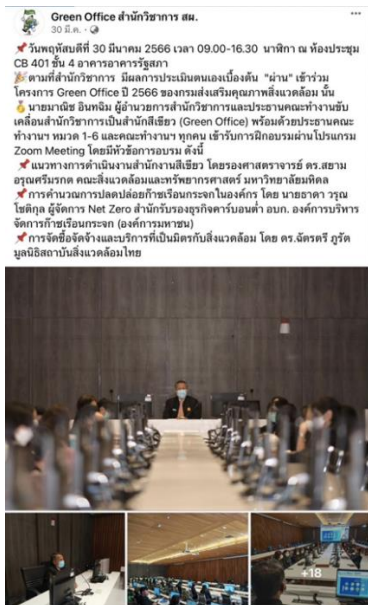 Green Office สำนักวิชาการ สผ.
30 มี.ค. ·
📌วันพฤหัสบดีที่ 30 มีนาคม 2566 เวลา 09.00-16.30 นาฬิกา ณ ห้องประชุม
CB 401 ชั้น 4 อาคารอาคารรัฐสภา
🎉ตามที่สำนักวิชาการ มีผลการประเมินตนเองเบื้องต้น "ผ่าน" เข้าร่วม
โครงการ Green Office ปี 2566 ของกรมส่งเสริมคุณภาพสิ่งแวดล้อม นั้น
🏅นายมาณิช อินทฉิม ผู้อำนวยการสำนักวิชาการและประธานคณะทำงานขับ
เคลื่อนสำนักวิชาการเป็นสำนักสีเขียว (Green Office) พร้อมด้วยประธานคณะ
ทำงานฯ หมวด 1-6 และคณะทำงานฯ ทุกคน เข้ารับการฝึกอบรมผ่านโปรแกรม
Zoom Meeting โดยมีหัวข้อการอบรม ดังนี้
📌แนวทางการดำเนินงานสำนักงานสีเขียว โดยรองศาสตราจารย์ ดร.สยาม
อรุณศรีมรกต คณะสิ่งแวดล้อมและทรัพยากรศาสตร์ มหาวิทยาลัยมหิดล
📌การคำนวณการปลดปล่อยก๊าซเรือนกระจกในองค์กร โดย นายธาดา วรุณ
โชติกุล ผู้จัดการ Net Zero สำนักรับรองธุรกิจคาร์บอนต่ำ อบก. องค์การบริหาร
จัดการก๊าซเรือนกระจก (องค์การมหาชน)
📌การจัดซื้อจัดจ้างและบริการที่เป็นมิตรกับสิ่งแวดล้อม โดย ดร.ฉัตรตรี ภูรัต
มูลนิธิสถาบันสิ่งแวดล้อมไทย
+18